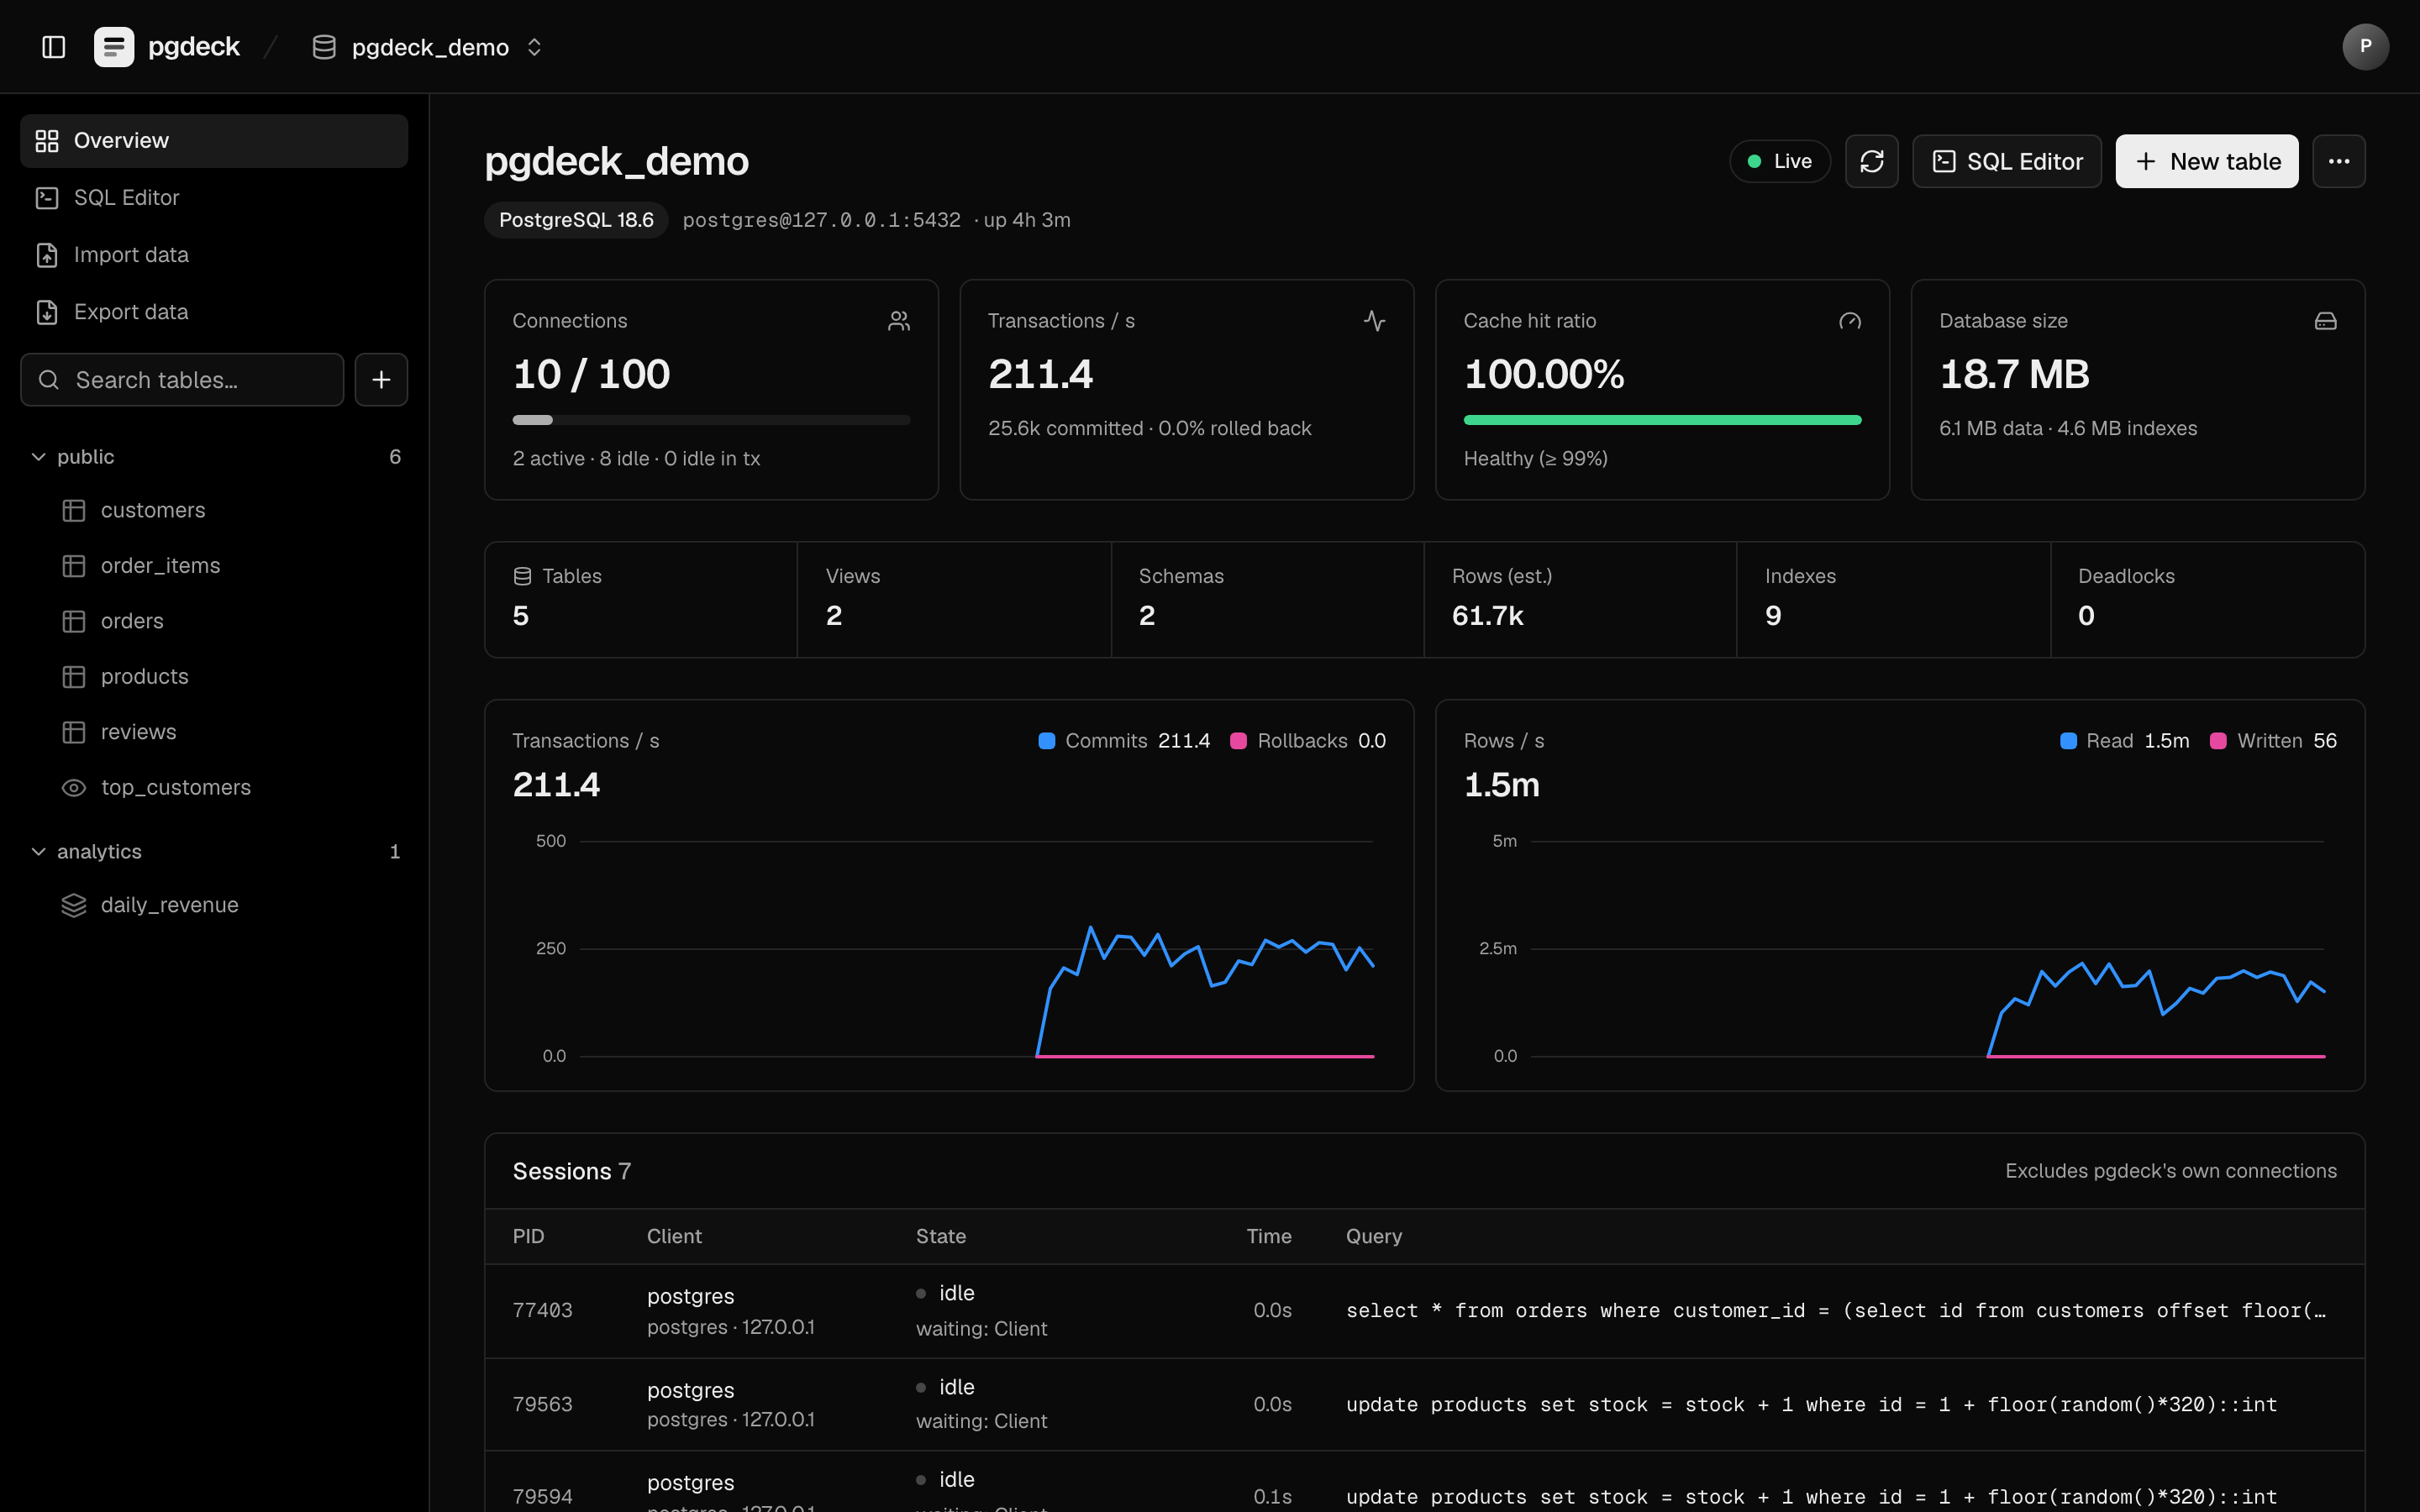 pgdeck / pgdeck_demo
P
Overview
SQL Editor
Import data
Export data
Search tables...
public 6
customers
order_items
orders
products
reviews
top_customers
analytics 1
daily_revenue
pgdeck_demo
Live
SQL Editor
New table
PostgreSQL 18.6 postgres@127.0.0.1:5432 · up 4h 3m
Connections
10 / 100
2 active · 8 idle · 0 idle in tx
Transactions / s
211.4
25.6k committed · 0.0% rolled back
Cache hit ratio
100.00%
Healthy (≥ 99%)
Database size
18.7 MB
6.1 MB data · 4.6 MB indexes
Tables
5
Views
2
Schemas
2
Rows (est.)
61.7k
Indexes
9
Deadlocks
0
Transactions / s
Commits 211.4 Rollbacks 0.0
211.4
500
250
0.0
Rows / s
Read 1.5m Written 56
1.5m
5m
2.5m
0.0
Sessions 7
Excludes pgdeck's own connections
PID Client State Time Query
77403 postgres idle 0.0s select * from orders where customer_id = (select id from customers offset floor(…
postgres · 127.0.0.1 waiting: Client
79563 postgres idle 0.0s update products set stock = stock + 1 where id = 1 + floor(random()*320)::int
postgres · 127.0.0.1 waiting: Client
79594 postgres idle 0.1s update products set stock = stock + 1 where id = 1 + floor(random()*320)::int